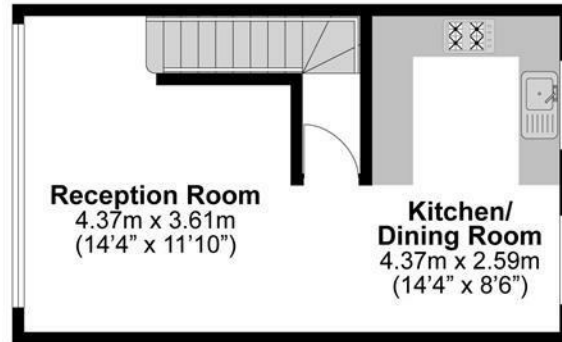 Reception Room
4.37m x 3.61m
(14'4" x 11'10")
Kitchen/
Dining Room
4.37m x 2.59m
(14'4" x 8'6")